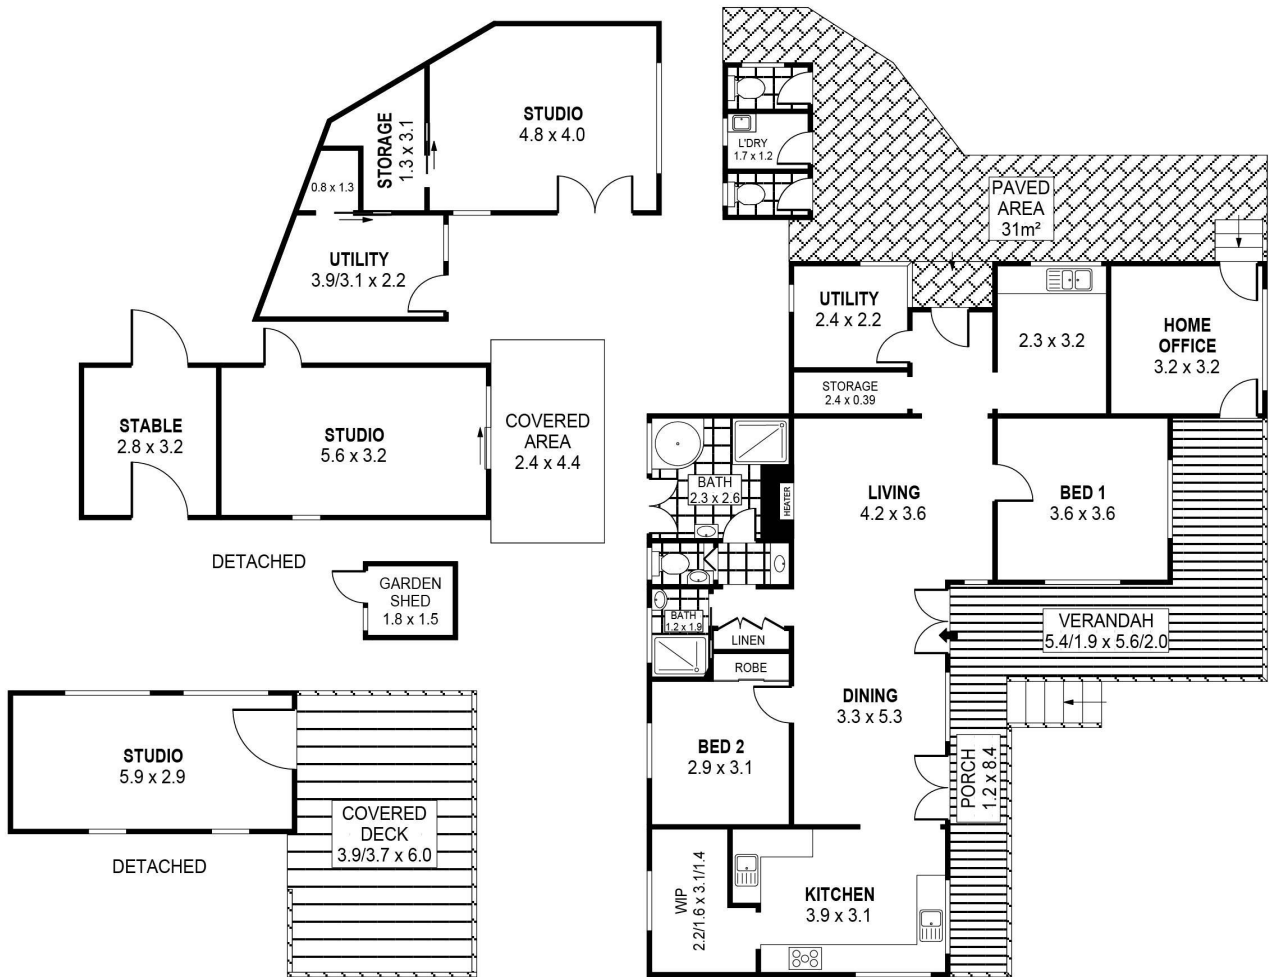 STUDIO
4.8 x 4.0
STORAGE
1.3 x 3.1
0.8 x 1.3
UTILITY
3.9/3.1 x 2.2
L'DRY
1.7 x 1.2
PAVED
AREA
31m²
UTILITY
2.4 x 2.2
2.3 x 3.2
HOME
OFFICE
3.2 x 3.2
STORAGE
2.4 x 0.39
STABLE
2.8 x 3.2
STUDIO
5.6 x 3.2
COVERED
AREA
2.4 x 4.4
DETACHED
BATH
2.3 x 2.6
HEATER
LIVING
4.2 x 3.6
BED 1
3.6 x 3.6
GARDEN
SHED
1.8 x 1.5
BATH
1.2 x 1.9
LINEN
ROBE
VERANDAH
5.4/1.9 x 5.6/2.0
DINING
3.3 x 5.3
BED 2
2.9 x 3.1
PORCH
1.2 x 8.4
STUDIO
5.9 x 2.9
COVERED
DECK
3.9/3.7 x 6.0
DETACHED
WIP
2.2/1.6 x 3.1/1.4
KITCHEN
3.9 x 3.1